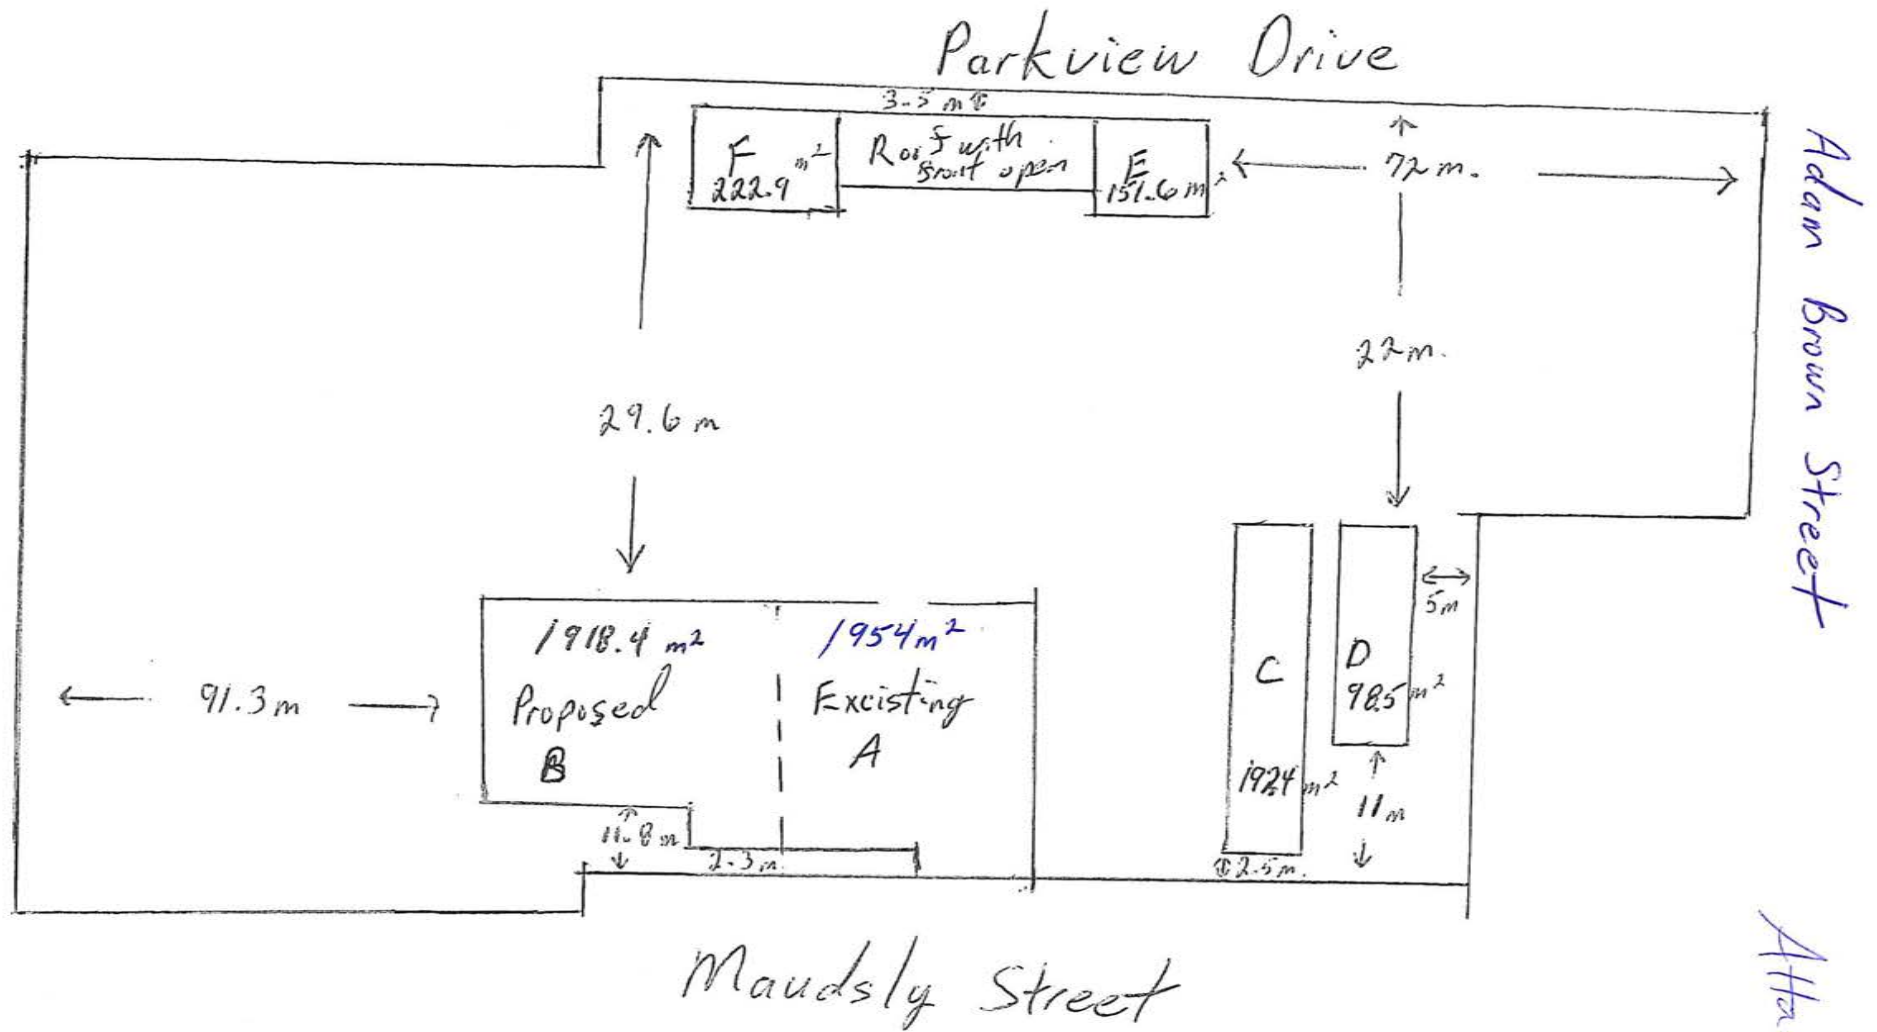 Parkview Drive
3.5 m
F
222.9 m²
Roof with
front open
E
151.6 m²
72 m.
Adam Brown Street
22 m.
29.6 m
5 m
1918.4 m²
Proposed
B
1954 m²
Excisting
A
91.3 m
C
1924 m²
D
985 m²
11 m
11.8 m
2.3 m.
2.5 m.
Maudsly Street